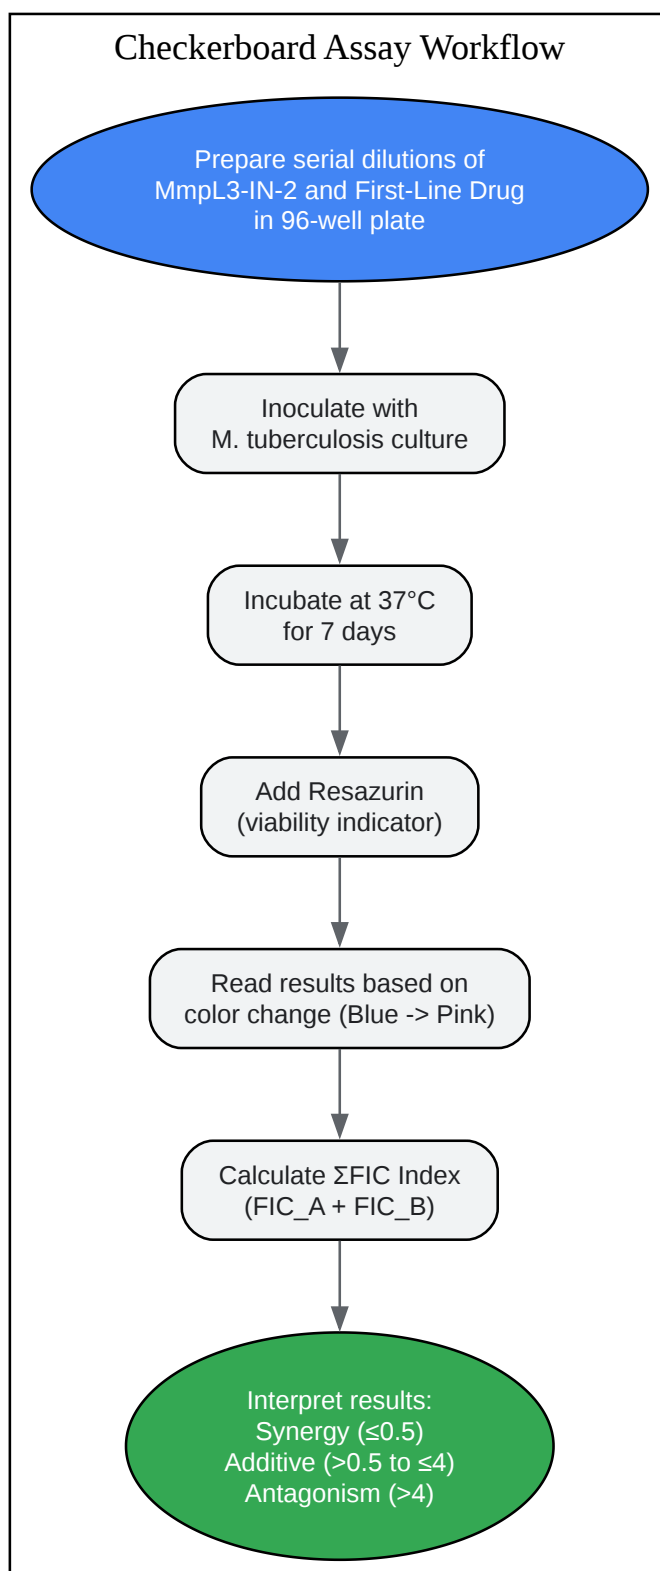 Checkerboard Assay Workflow
Prepare serial dilutions of
MmpL3-IN-2 and First-Line Drug
in 96-well plate
Inoculate with
M. tuberculosis culture
Incubate at 37°C
for 7 days
Add Resazurin
(viability indicator)
Read results based on
color change (Blue -> Pink)
Calculate ΣFIC Index
(FIC_A + FIC_B)
Interpret results:
Synergy (≤0.5)
Additive (>0.5 to ≤4)
Antagonism (>4)